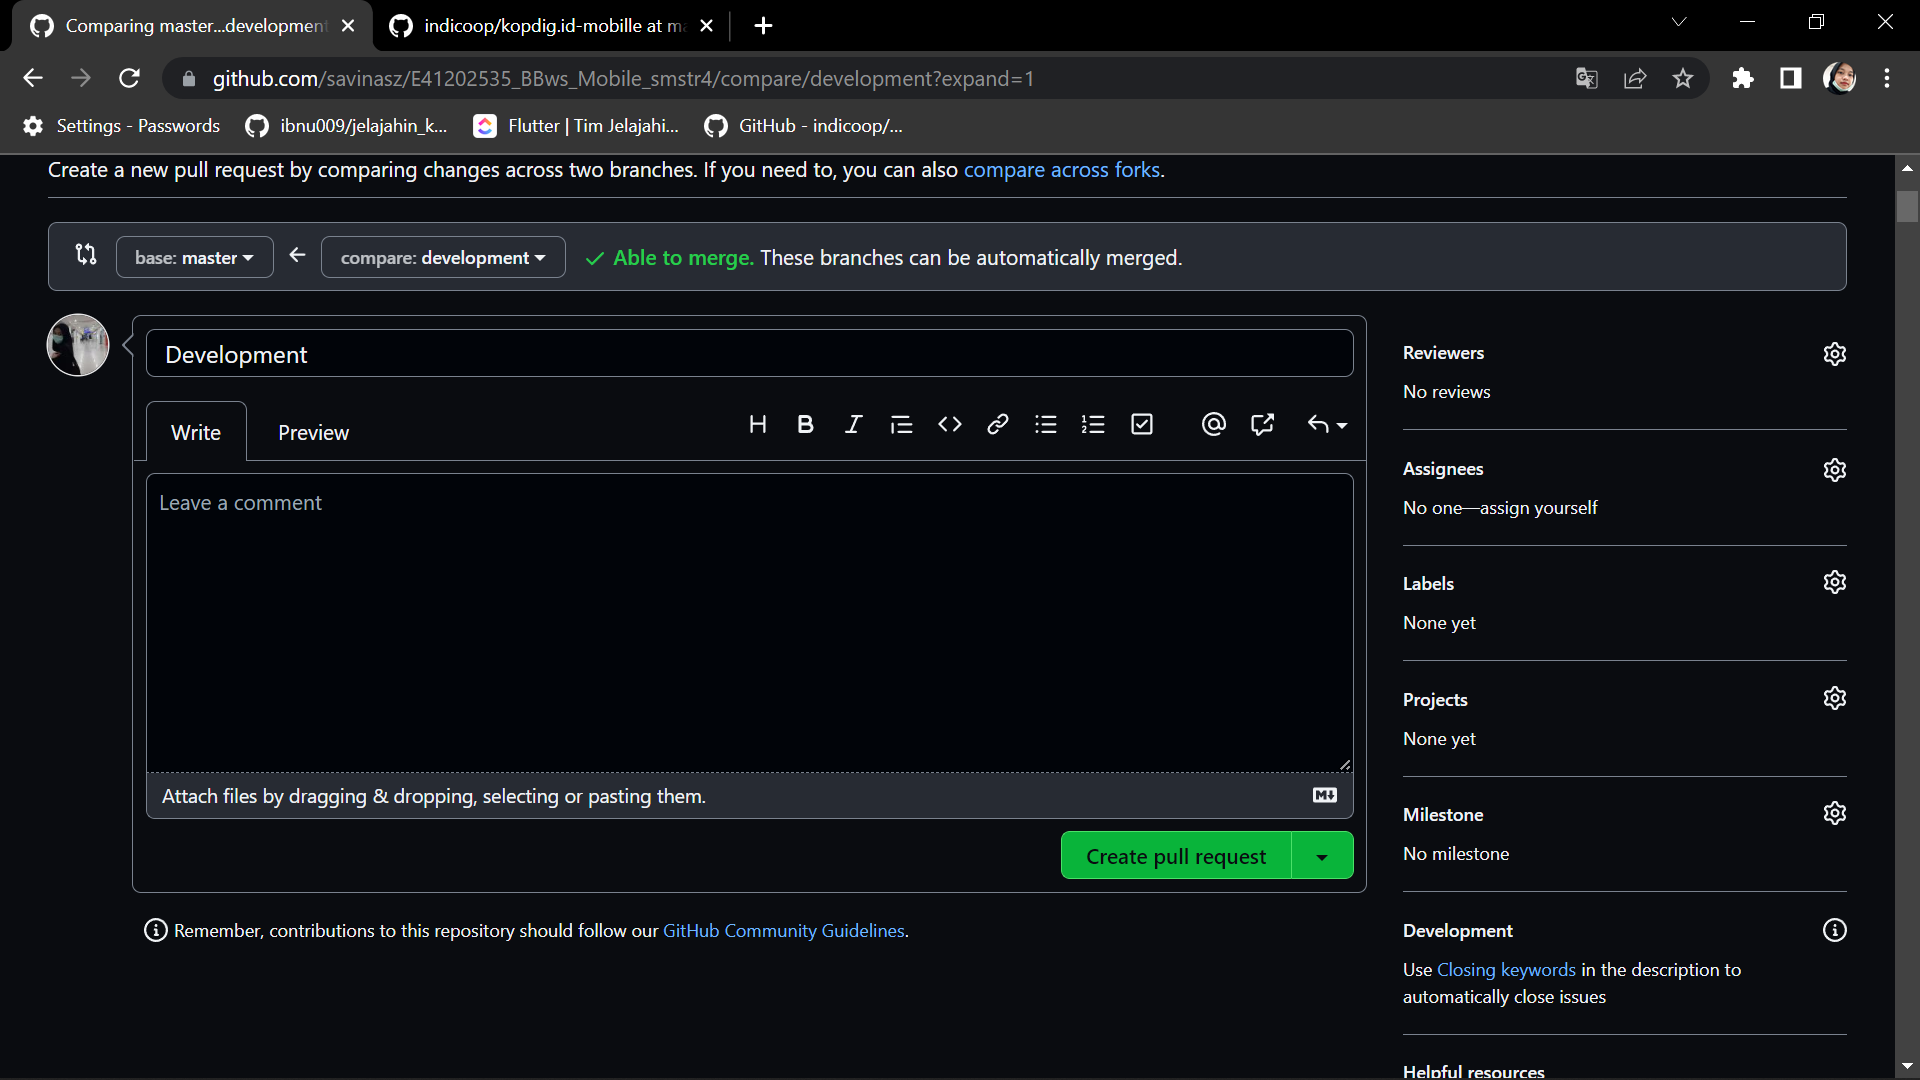 Comparing master...development
indicoop/kopdig.id-mobille at ma
github.com/savinasz/E41202535_BBws_Mobile_smstr4/compare/development?expand=1
Settings - Passwords
ibnu009/jelajahin_k...
Flutter | Tim Jelajahi...
GitHub - indicoop/...
Create a new pull request by comparing changes across two branches. If you need to, you can also compare across forks.
base: master
compare: development
Able to merge. These branches can be automatically merged.
Development
Write
Preview
Leave a comment
Attach files by dragging & dropping, selecting or pasting them.
Create pull request
Remember, contributions to this repository should follow our GitHub Community Guidelines.
Reviewers
No reviews
Assignees
No one—assign yourself
Labels
None yet
Projects
None yet
Milestone
No milestone
Development
Use Closing keywords in the description to
automatically close issues
Helpful resources